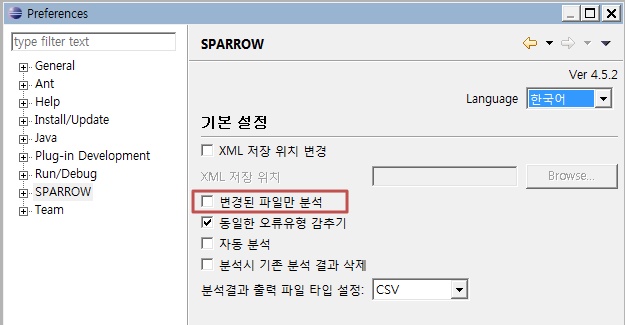 Preferences
type filter text
General
Ant
Help
Install/Update
Java
Plug-in Development
Run/Debug
SPARROW
Team
SPARROW
Ver 4.5.2
Language 한국어
기본 설정
XML 저장 위치 변경
XML 저장 위치 Browse...
변경된 파일만 분석
동일한 오류유형 감추기
자동 분석
분석시 기존 분석 결과 삭제
분석결과 출력 파일 타입 설정: CSV